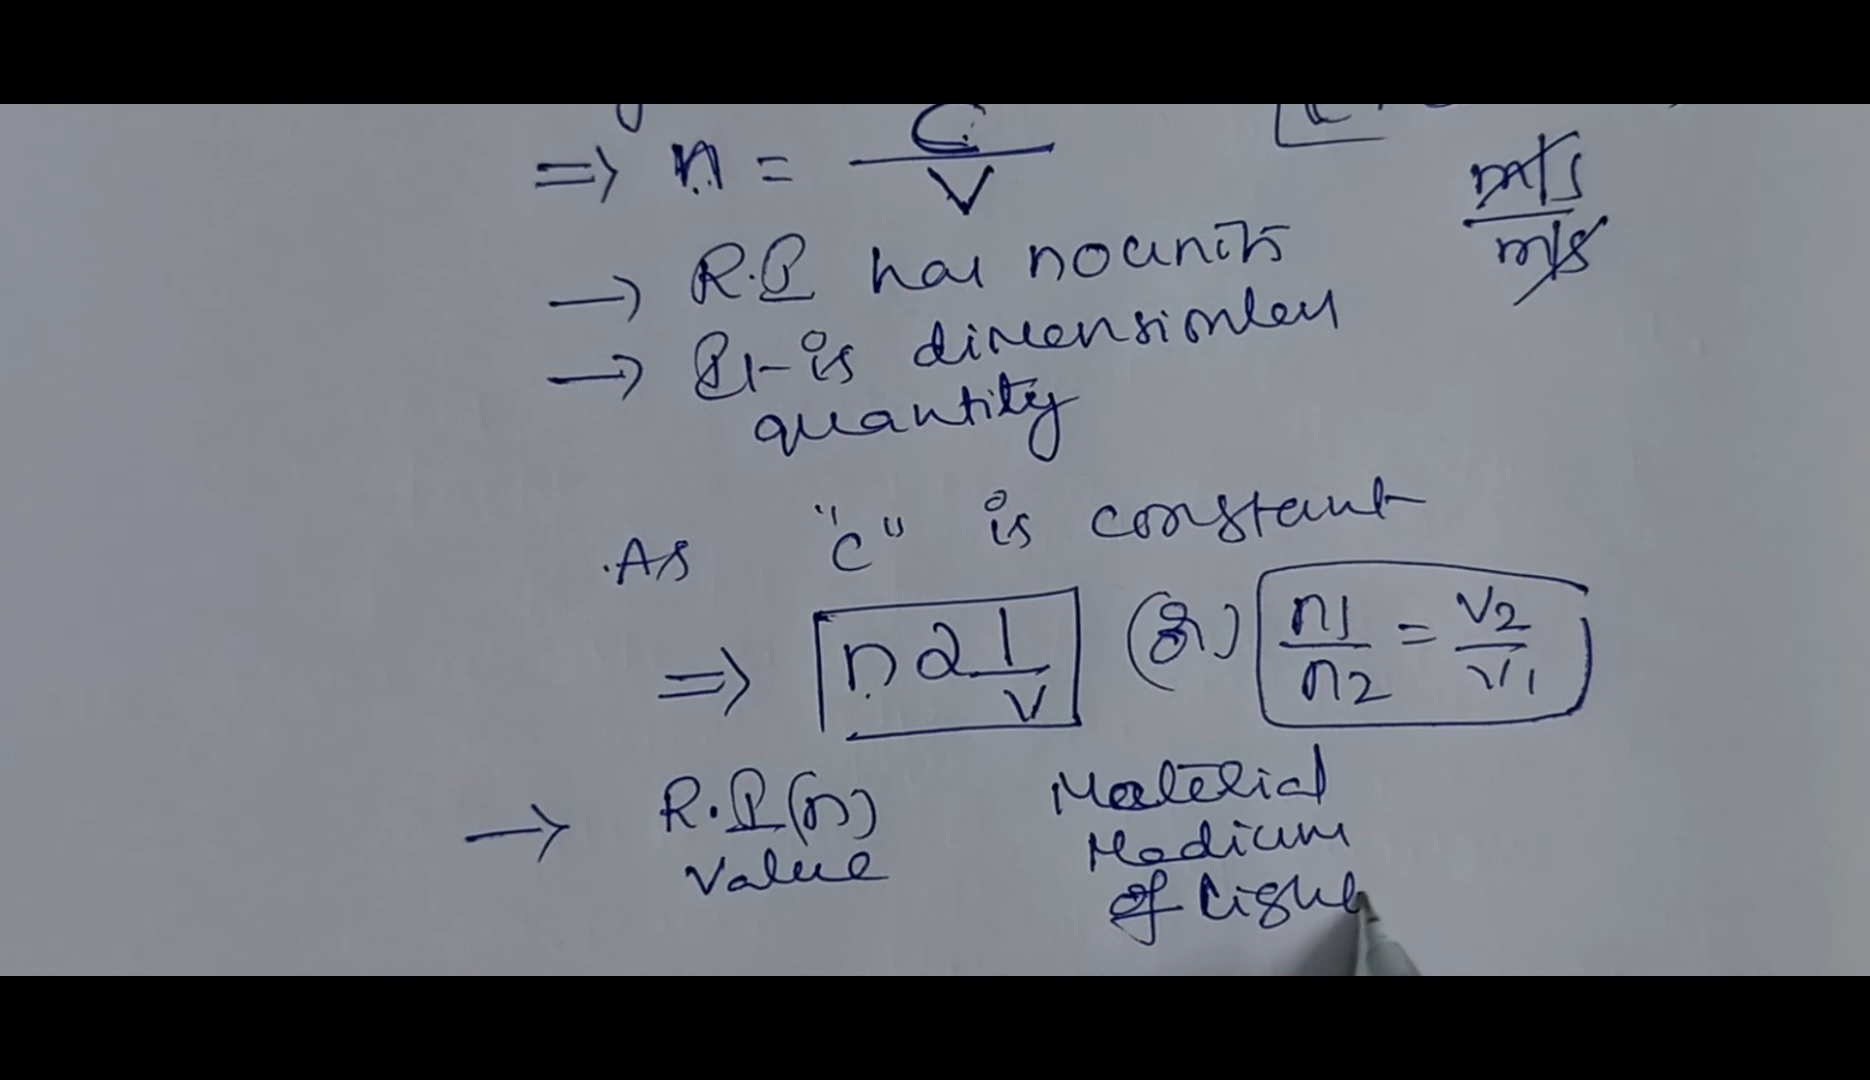 => n = C / V
m/s
m/s
→ R.I has no units
→ It is dimensionless
quantity
As "C" is constant
=> n α 1/V (or) n1/n2 = V2/V1
→ R.I (n) Material
Value Medium
of Light